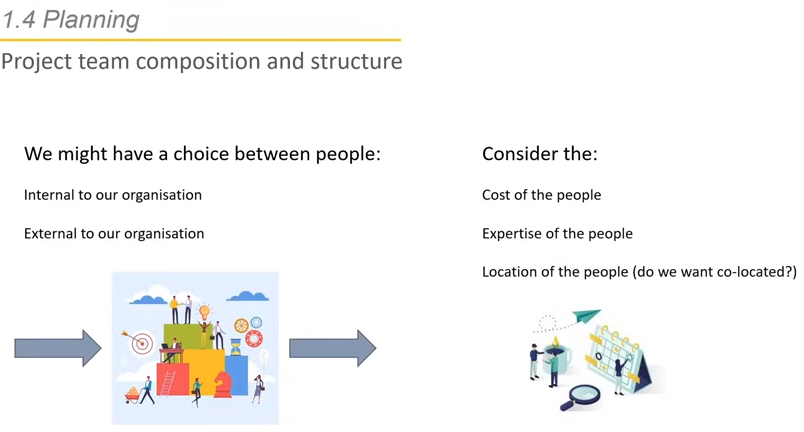 1.4 Planning
Project team composition and structure
We might have a choice between people:
Internal to our organisation
External to our organisation
Consider the:
Cost of the people
Expertise of the people
Location of the people (do we want co-located?)